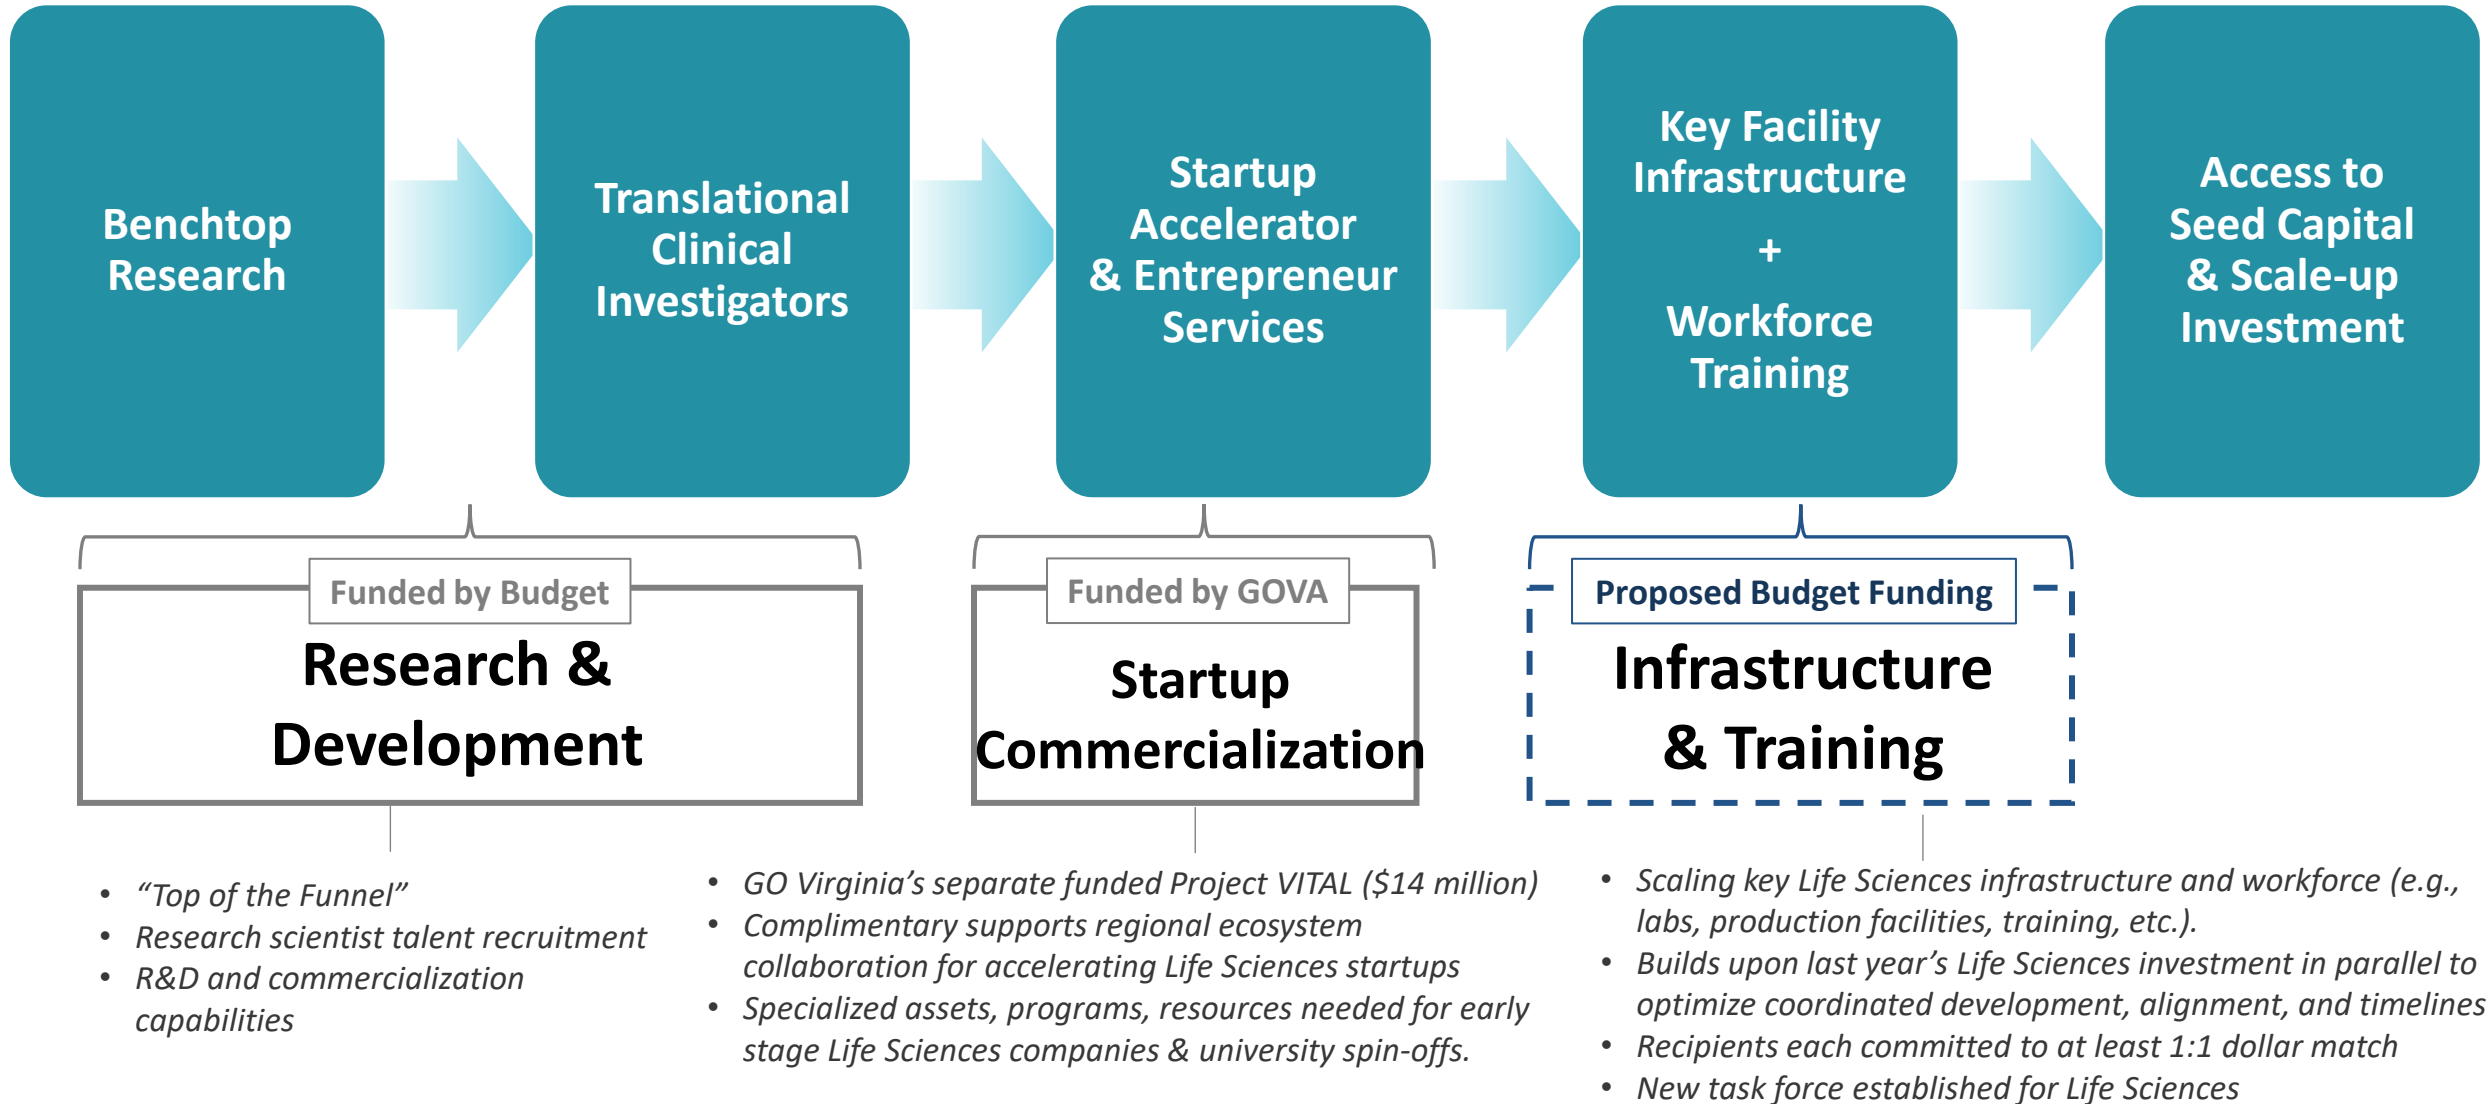 Benchtop
Research
Translational
Clinical
Investigators
Startup
Accelerator
& Entrepreneur
Services
Key Facility
Infrastructure
+
Workforce
Training
Access to
Seed Capital
& Scale-up
Investment
Funded by Budget
Research &
Development
Funded by GOVA
Startup
Commercialization
Proposed Budget Funding
Infrastructure
& Training
• “Top of the Funnel”
• Research scientist talent recruitment
• R&D and commercialization
capabilities
• GO Virginia’s separate funded Project VITAL ($14 million)
• Complimentary supports regional ecosystem
collaboration for accelerating Life Sciences startups
• Specialized assets, programs, resources needed for early
stage Life Sciences companies & university spin-offs.
• Scaling key Life Sciences infrastructure and workforce (e.g.,
labs, production facilities, training, etc.).
• Builds upon last year’s Life Sciences investment in parallel to
optimize coordinated development, alignment, and timelines
• Recipients each committed to at least 1:1 dollar match
• New task force established for Life Sciences